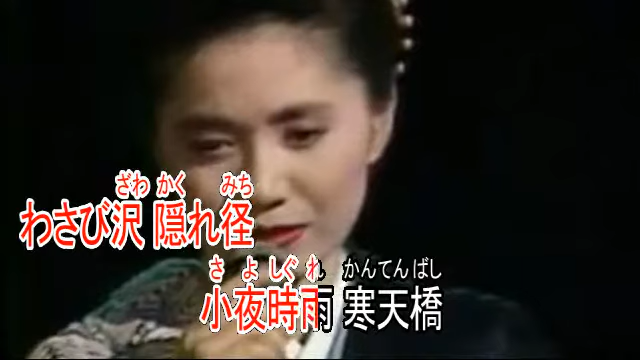 ざわ かく みち
わさび沢 隠れ径
さ よ しぐ れ かんてんばし
小夜時雨 寒天橋